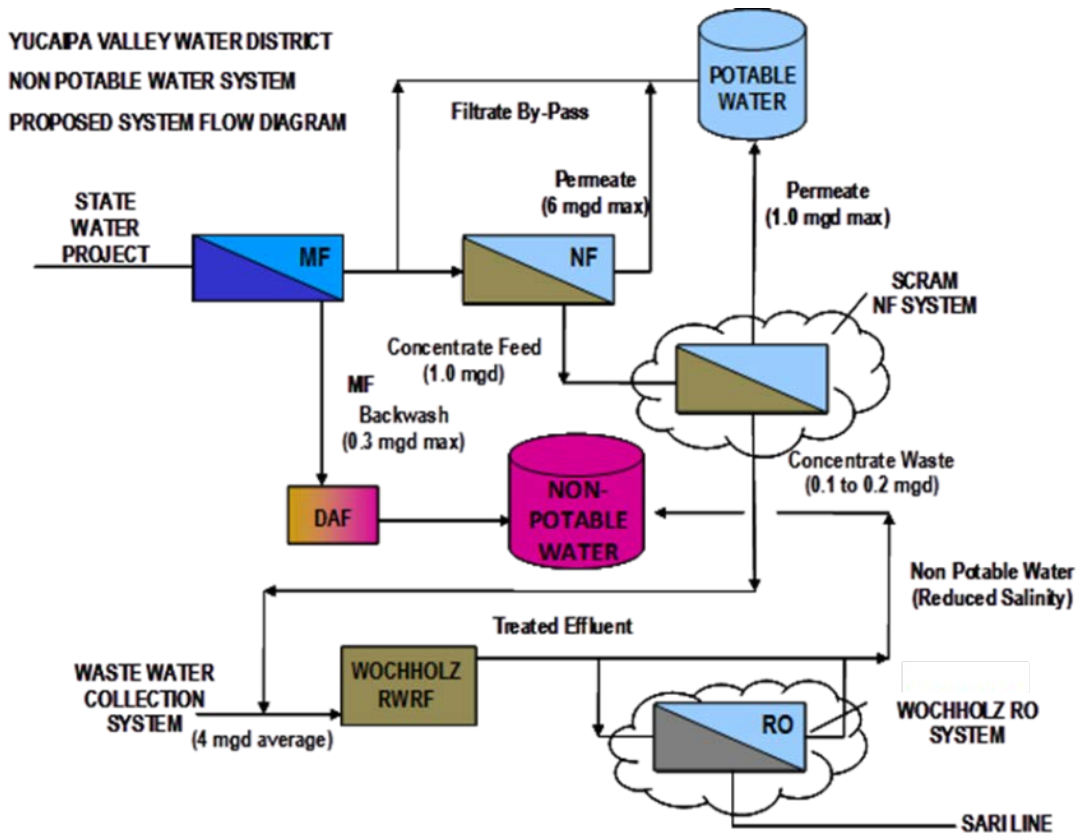 YUCAIPA VALLEY WATER DISTRICT
NON POTABLE WATER SYSTEM
PROPOSED SYSTEM FLOW DIAGRAM
POTABLE
WATER
Filtrate By-Pass
Permeate
(6 mgd max)
Permeate
(1.0 mgd max)
STATE
WATER
PROJECT
MF
NF
SCRAM
NF SYSTEM
Concentrate Feed
(1.0 mgd)
MF
Backwash
(0.3 mgd max)
Concentrate Waste
(0.1 to 0.2 mgd)
DAF
NON-
POTABLE
WATER
Non Potable Water
(Reduced Salinity)
Treated Effluent
WASTE WATER
COLLECTION
SYSTEM
(4 mgd average)
WOCHHOLZ
RWRF
RO
WOCHHOLZ RO
SYSTEM
SARI LINE